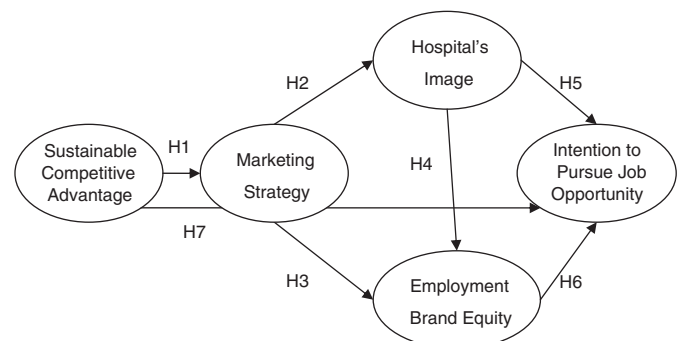 Hospital's
Image
H2
H5
Sustainable
Competitive
Advantage
H1
Marketing
Strategy
H4
Intention to
Pursue Job
Opportunity
H7
H3
Employment
Brand Equity
H6